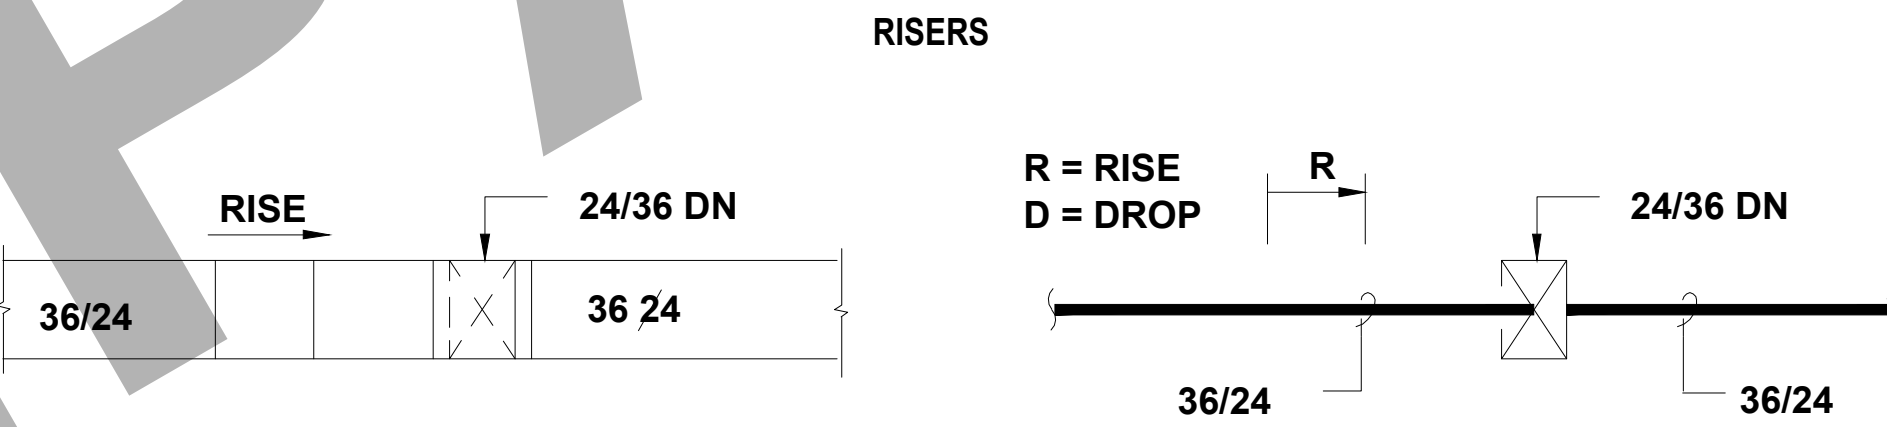 RISERS
RISE
24/36 DN
36/24
36 24
R = RISE
D = DROP
R
24/36 DN
36/24
36/24